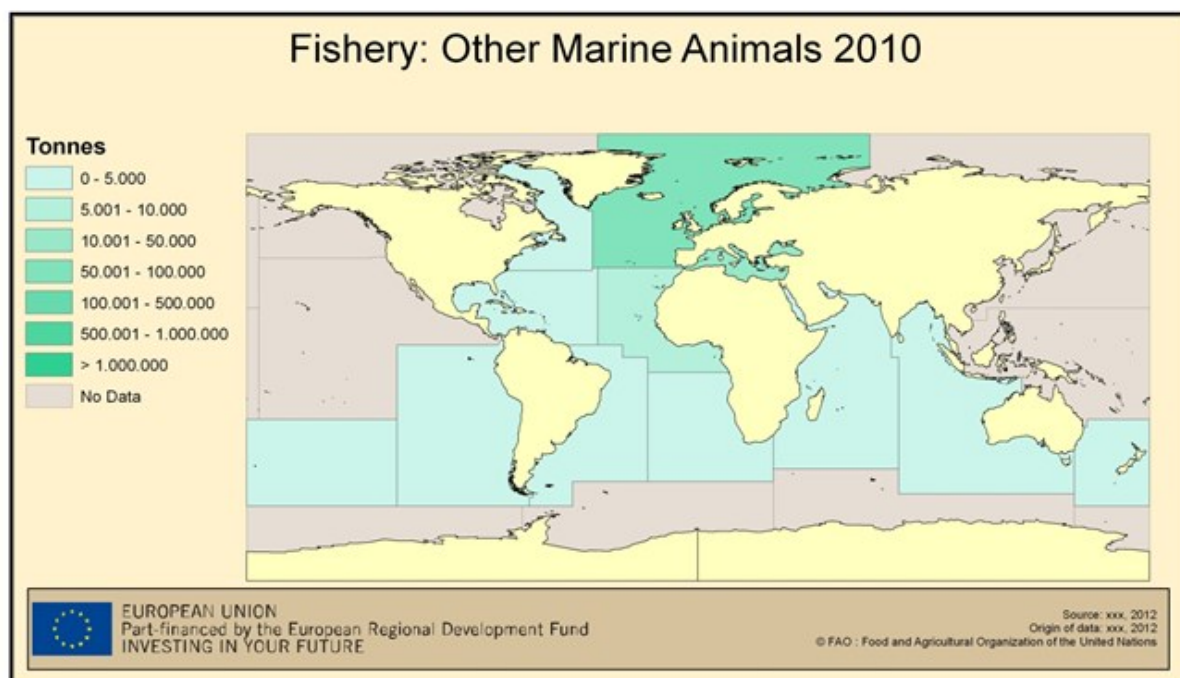 Fishery: Other Marine Animals 2010
Tonnes
0 - 5.000
5.001 - 10.000
10.001 - 50.000
50.001 - 100.000
100.001 - 500.000
500.001 - 1.000.000
> 1.000.000
No Data
EUROPEAN UNION
Part-financed by the European Regional Development Fund
INVESTING IN YOUR FUTURE
Source: xxx, 2012
Origin of data: xxx, 2012
© FAO : Food and Agricultural Organization of the United Nations